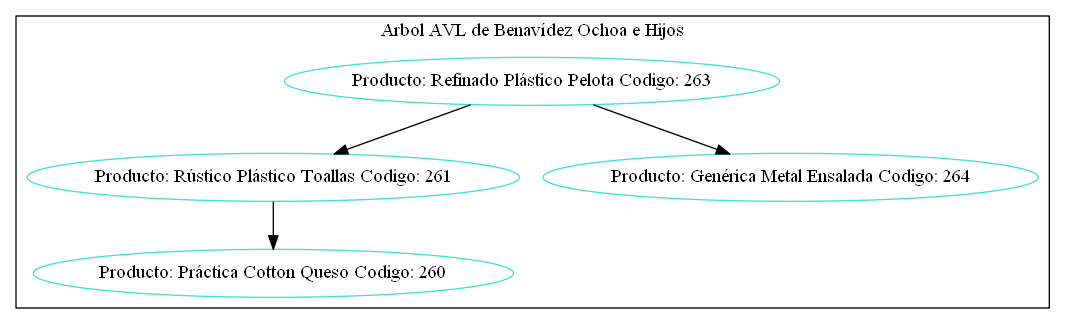 Arbol AVL de Benavídez Ochoa e Hijos
Producto: Refinado Plástico Pelota Codigo: 263
Producto: Rústico Plástico Toallas Codigo: 261
Producto: Genérica Metal Ensalada Codigo: 264
Producto: Práctica Cotton Queso Codigo: 260